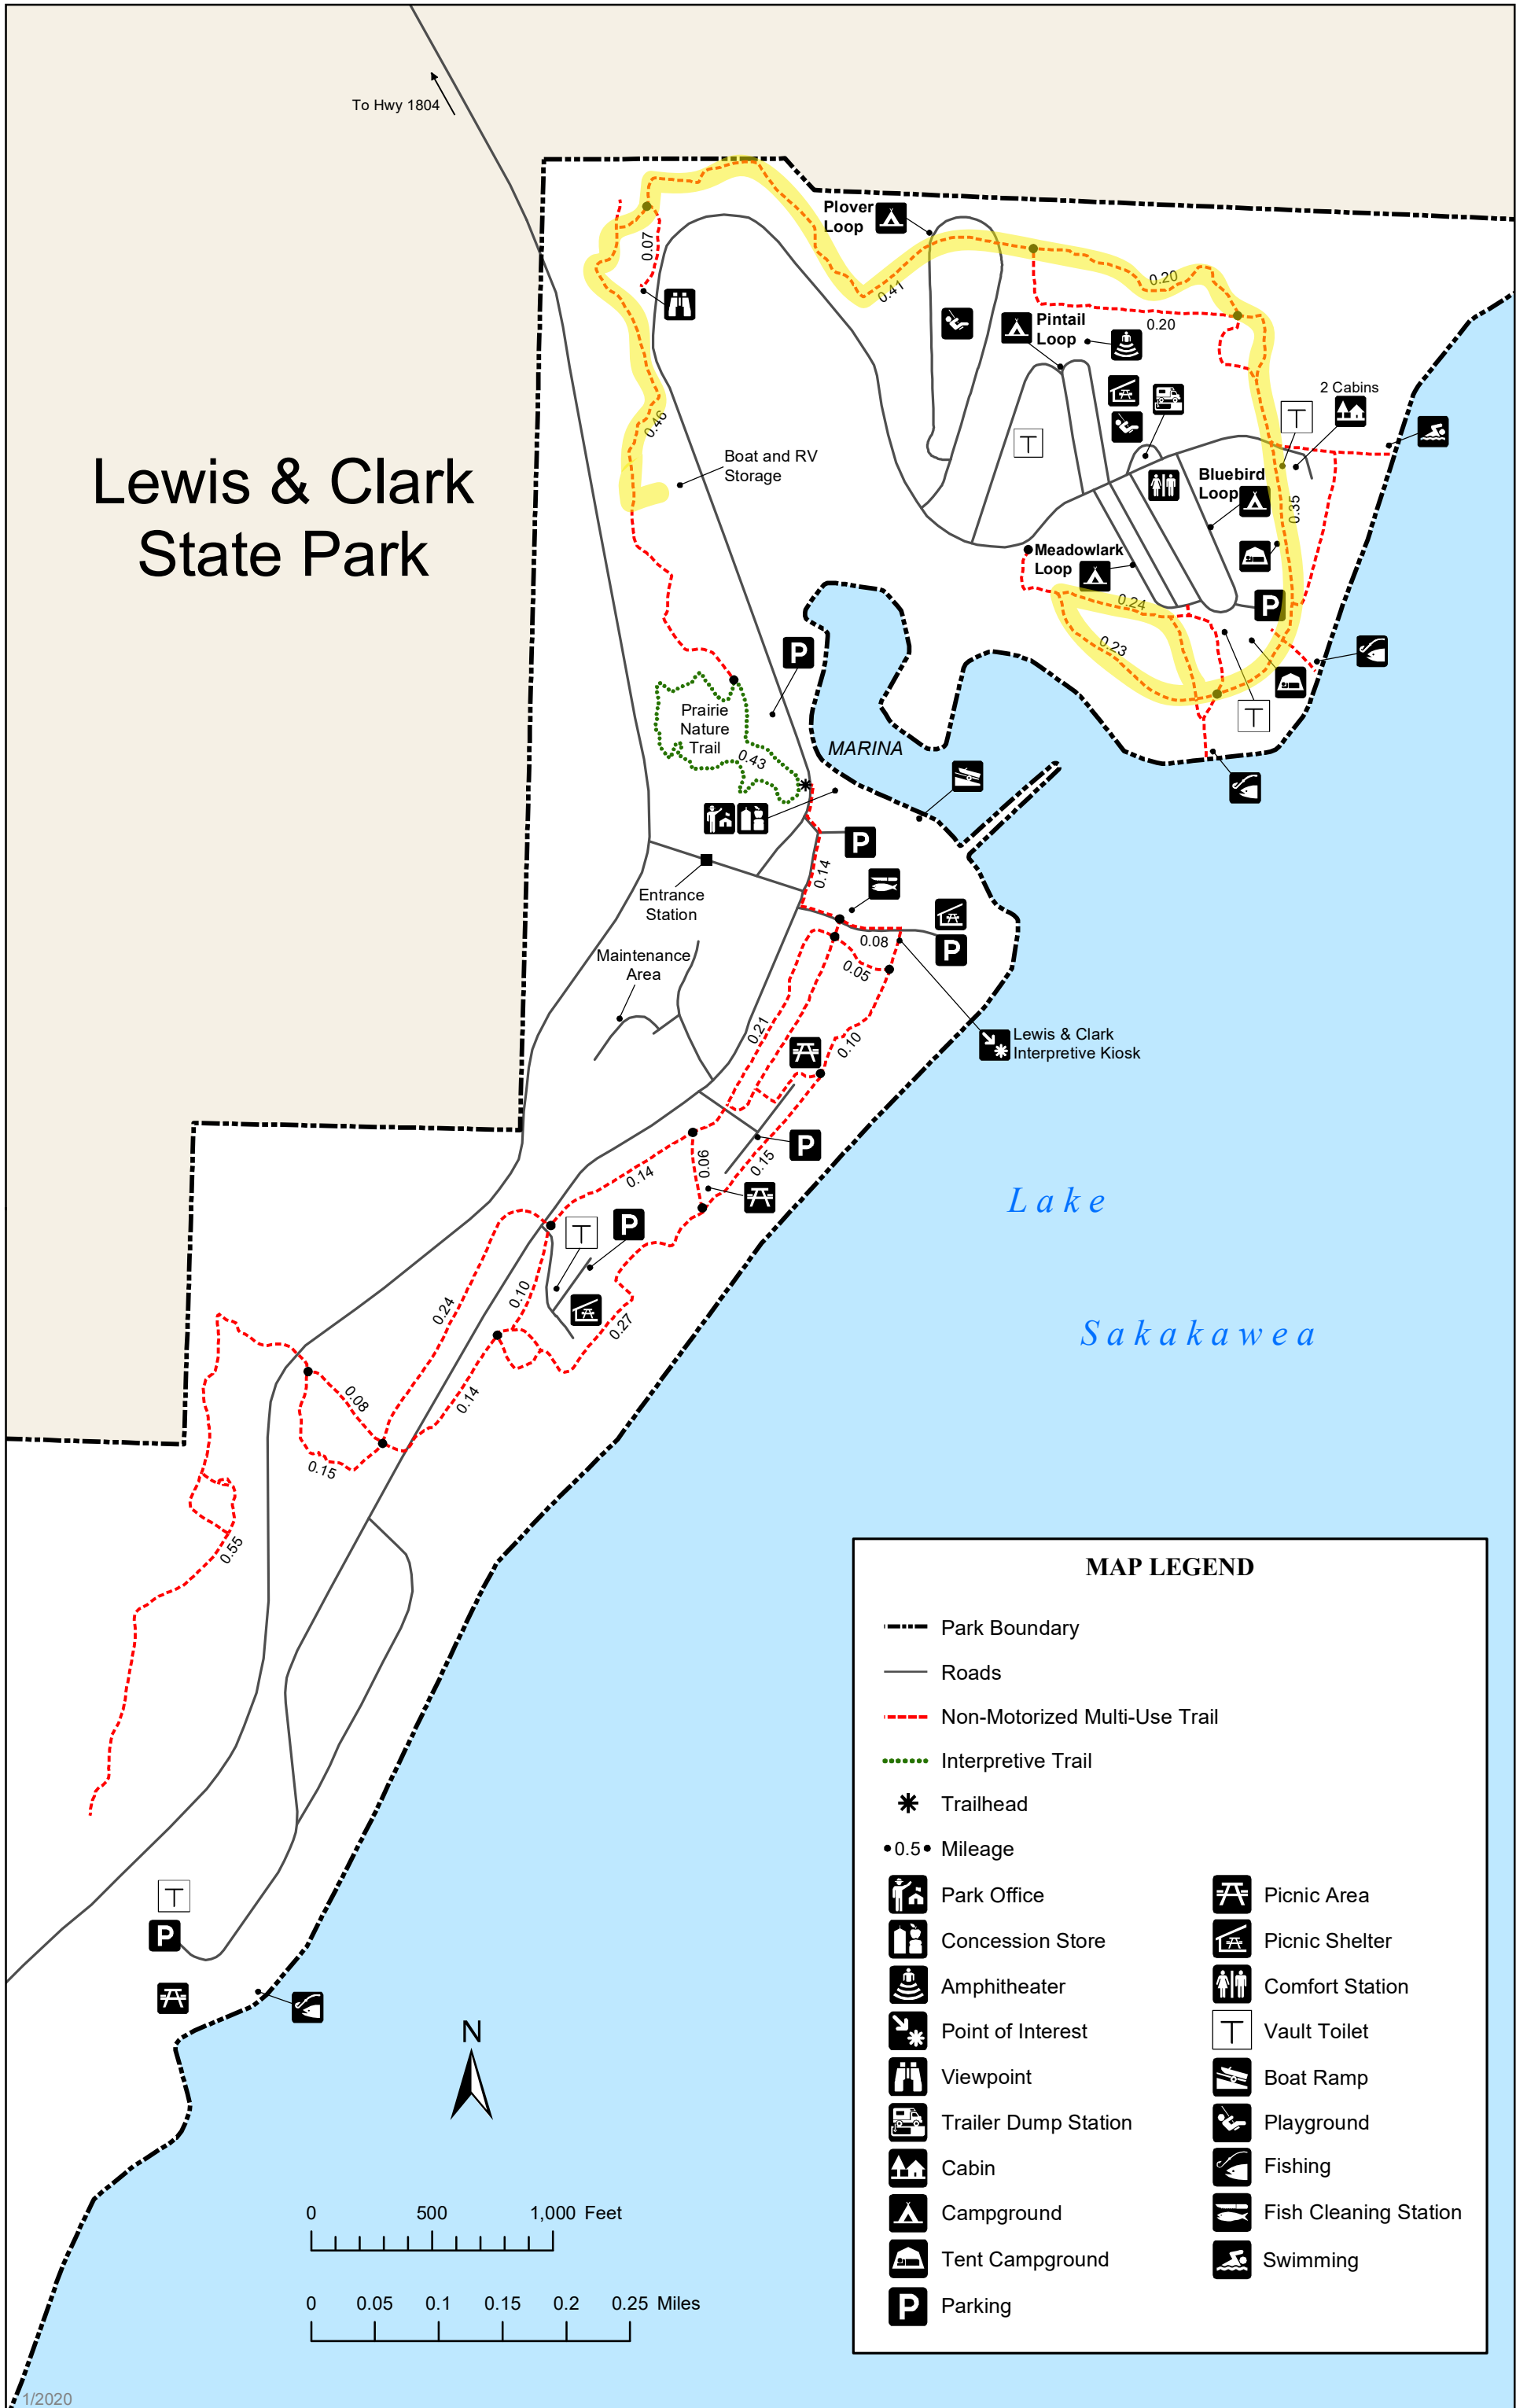 To Hwy 1804
Lewis & Clark
State Park
Plover
Loop
0.07
0.41
0.20
0.20
Pintail
Loop
2 Cabins
T
T
0.46
Boat and RV
Storage
Bluebird
Loop
0.35
Meadowlark
Loop
0.24
P
0.23
P
T
Prairie
Nature
Trail
0.43
MARINA
P
0.14
Entrance
Station
0.08
P
0.05
Maintenance
Area
0.21
0.10
Lewis & Clark
Interpretive Kiosk
P
0.06
0.15
0.14
Lake
T
P
0.10
0.24
0.27
Sakakawea
0.08
0.14
0.15
0.55
T
P
N
0 500 1,000 Feet
0 0.05 0.1 0.15 0.2 0.25 Miles
MAP LEGEND
Park Boundary
Roads
Non-Motorized Multi-Use Trail
Interpretive Trail
Trailhead
0.5 Mileage
Park Office
Concession Store
Amphitheater
Point of Interest
Viewpoint
Trailer Dump Station
Cabin
Campground
Tent Campground
P Parking
Picnic Area
Picnic Shelter
Comfort Station
T Vault Toilet
Boat Ramp
Playground
Fishing
Fish Cleaning Station
Swimming
1/2020